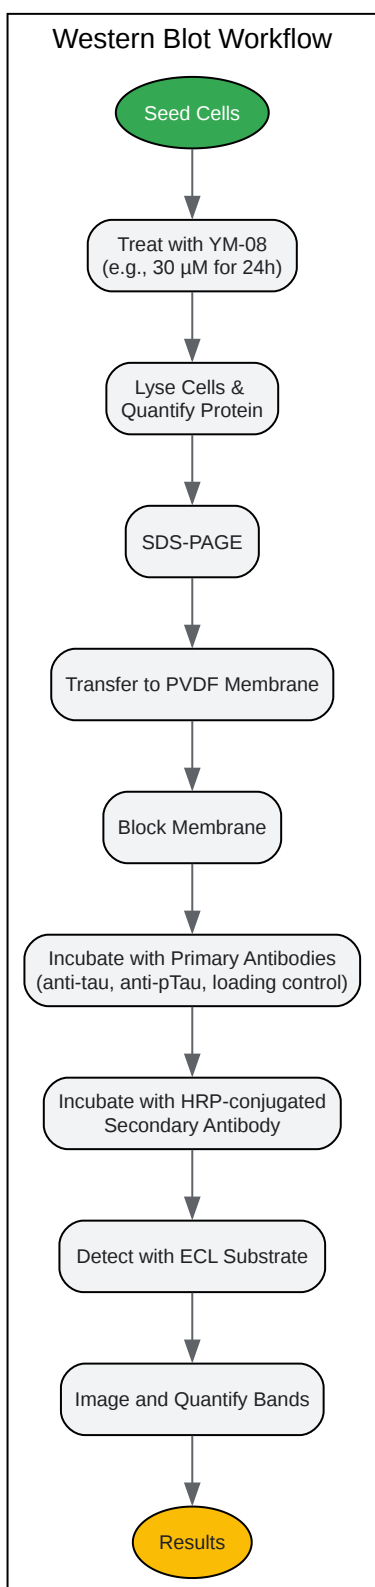 Western Blot Workflow
Seed Cells
Treat with YM-08
(e.g., 30 µM for 24h)
Lyse Cells &
Quantify Protein
SDS-PAGE
Transfer to PVDF Membrane
Block Membrane
Incubate with Primary Antibodies
(anti-tau, anti-pTau, loading control)
Incubate with HRP-conjugated
Secondary Antibody
Detect with ECL Substrate
Image and Quantify Bands
Results